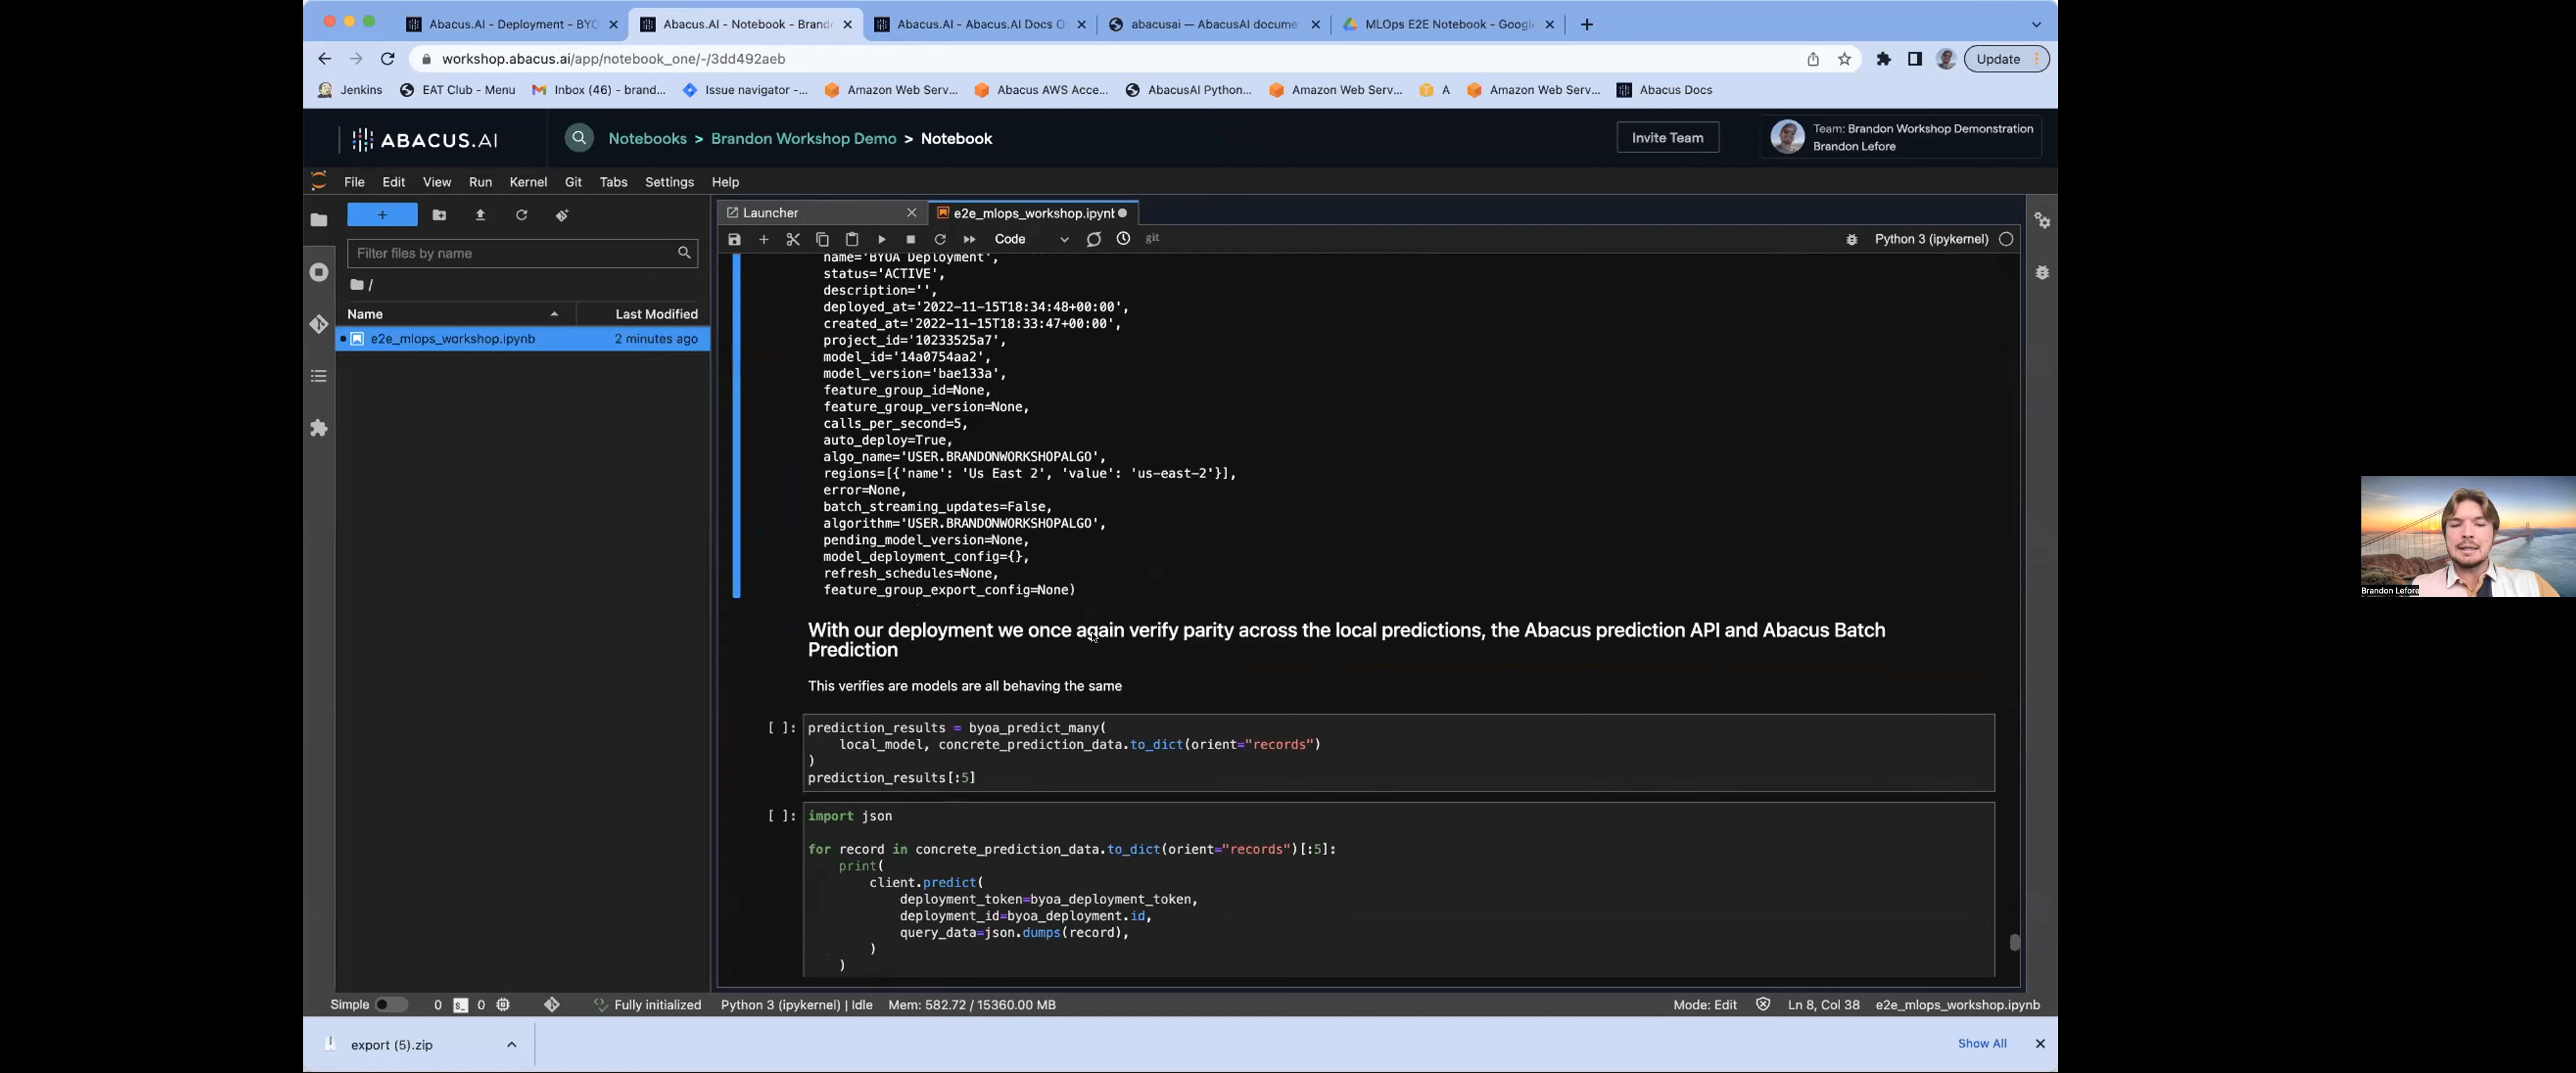 Abacus.AI - Deployment - BYO
Abacus.AI - Notebook - Brand
Abacus.AI - Abacus.AI Docs O
abacusai — AbacusAI docume
MLOps E2E Notebook - Googl
workshop.abacus.ai/app/notebook_one/-/3dd492aeb
Update
Jenkins
EAT Club - Menu
Inbox (46) - brand...
Issue navigator -...
Amazon Web Serv...
Abacus AWS Acce...
AbacusAI Python...
Amazon Web Serv...
A
Amazon Web Serv...
Abacus Docs
ABACUS.AI
Notebooks > Brandon Workshop Demo > Notebook
Invite Team
Team: Brandon Workshop Demonstration
Brandon Lefore
File Edit View Run Kernel Git Tabs Settings Help
Launcher
e2e_mlops_workshop.ipynt
Code
git
Python 3 (ipykernel)
Filter files by name
/
Name
Last Modified
e2e_mlops_workshop.ipynb
2 minutes ago
name='BYOA Deployment',
status='ACTIVE',
description='',
deployed_at='2022-11-15T18:34:48+00:00',
created_at='2022-11-15T18:33:47+00:00',
project_id='10233525a7',
model_id='14a0754aa2',
model_version='bae133a',
feature_group_id=None,
feature_group_version=None,
calls_per_second=5,
auto_deploy=True,
algo_name='USER.BRANDONWORKSHOPALGO',
regions=[{'name': 'Us East 2', 'value': 'us-east-2'}],
error=None,
batch_streaming_updates=False,
algorithm='USER.BRANDONWORKSHOPALGO',
pending_model_version=None,
model_deployment_config={},
refresh_schedules=None,
feature_group_export_config=None)
With our deployment we once again verify parity across the local predictions, the Abacus prediction API and Abacus Batch
Prediction
This verifies are models are all behaving the same
[ ]: prediction_results = byoa_predict_many(
local_model, concrete_prediction_data.to_dict(orient="records")
)
prediction_results[:5]
[ ]: import json
for record in concrete_prediction_data.to_dict(orient="records")[:5]:
print(
client.predict(
deployment_token=byoa_deployment_token,
deployment_id=byoa_deployment.id,
query_data=json.dumps(record),
)
)
Simple
0
0
Fully initialized
Python 3 (ipykernel) | Idle
Mem: 582.72 / 15360.00 MB
Mode: Edit
Ln 8, Col 38
e2e_mlops_workshop.ipynb
export (5).zip
Show All
Brandon Lefore